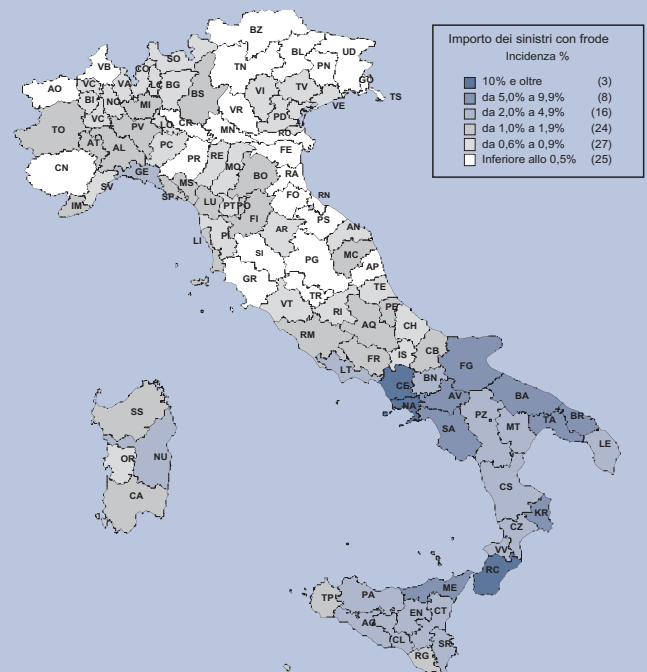 Importo dei sinistri con frode
Incidenza %
10% e oltre (3)
da 5,0% a 9,9% (8)
da 2,0% a 4,9% (16)
da 1,0% a 1,9% (24)
da 0,6% a 0,9% (27)
Inferiore allo 0,5% (25)
BZ
VB
SO
BL
UD
TN
PN
CO
AO
VC
VA
LC
BG
GO
TS
BS
VI
TV
BI
NO
MI
VE
VR
PD
VC
LO
CR
TO
PV
MN
RO
AT
AL
PC
FE
PR
RE
MO
CN
GE
BO
RA
SV
MS
FO
RN
IM
SP
LU
PT
PO
FI
PS
LI
PI
AR
AN
SI
MC
PG
AP
GR
TE
TR
VT
RI
PE
AQ
CH
RM
FR
IS
CB
LT
FG
BN
CE
AV
BA
NA
PZ
BR
SA
MT
TA
LE
SS
NU
OR
CS
CA
KR
CZ
VV
RC
ME
TP
PA
EN
CT
AG
CL
SR
RG